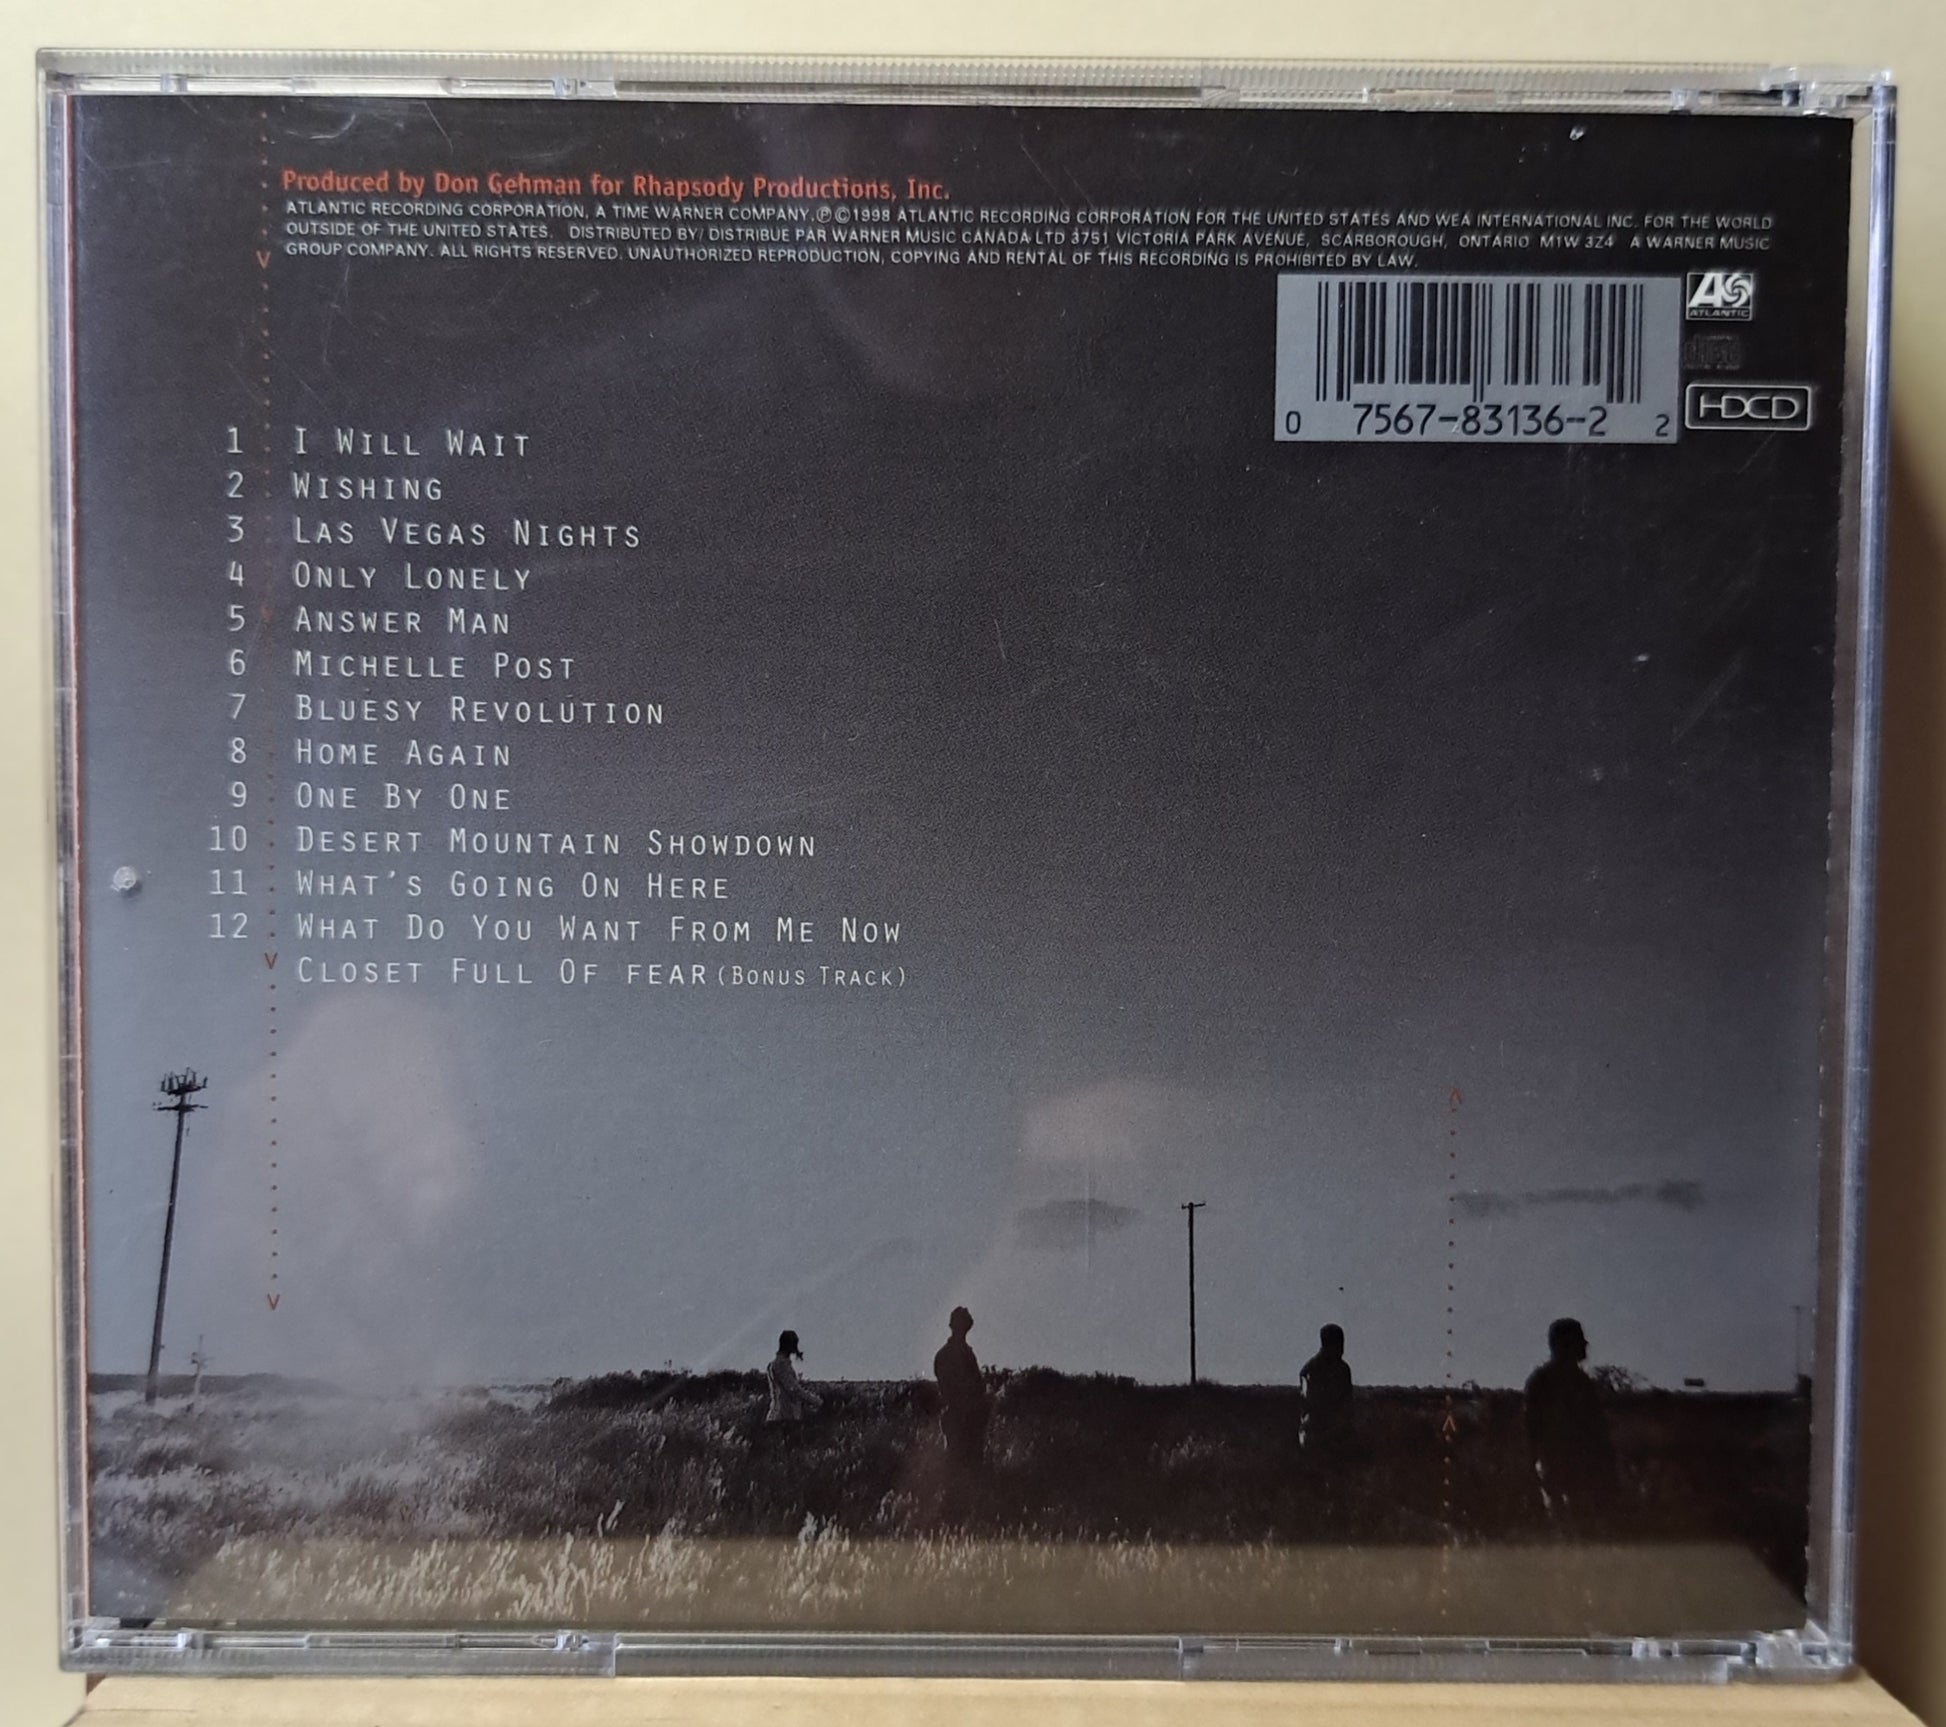 Produced by Don Gehman for Rhapsody Productions, Inc.
ATLANTIC RECORDING CORPORATION, A TIME WARNER COMPANY. ℗©1998 ATLANTIC RECORDING CORPORATION FOR THE UNITED STATES AND WEA INTERNATIONAL INC. FOR THE WORLD
OUTSIDE OF THE UNITED STATES. DISTRIBUTED BY/ DISTRIBUE PAR WARNER MUSIC CANADA LTD 3751 VICTORIA PARK AVENUE, SCARBOROUGH, ONTARIO M1W 3Z4 A WARNER MUSIC
GROUP COMPANY. ALL RIGHTS RESERVED. UNAUTHORIZED REPRODUCTION, COPYING AND RENTAL OF THIS RECORDING IS PROHIBITED BY LAW.
ATLANTIC
HDCD
0 7567-83136-2 2
1 I WILL WAIT
2 WISHING
3 LAS VEGAS NIGHTS
4 ONLY LONELY
5 ANSWER MAN
6 MICHELLE POST
7 BLUESY REVOLUTION
8 HOME AGAIN
9 ONE BY ONE
10 DESERT MOUNTAIN SHOWDOWN
11 WHAT'S GOING ON HERE
12 WHAT DO YOU WANT FROM ME NOW
CLOSET FULL OF FEAR (BONUS TRACK)